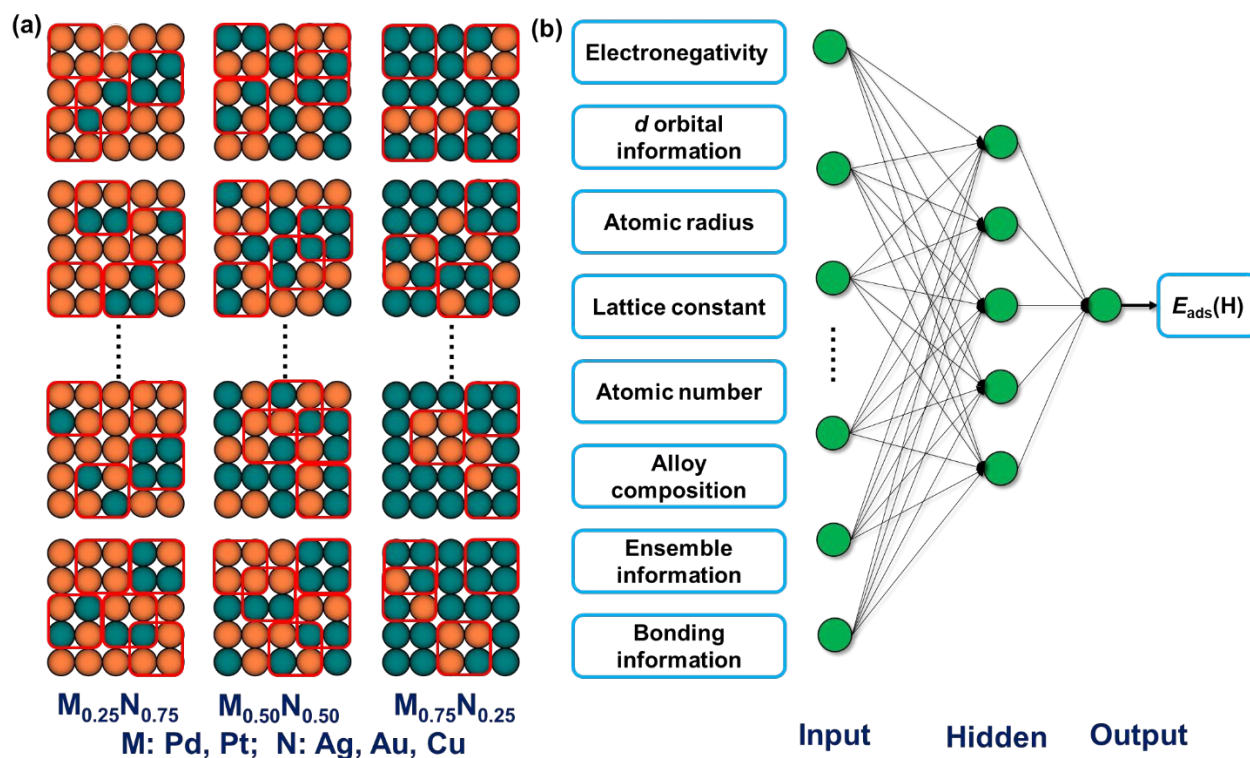 (a)
M0.25N0.75
M0.50N0.50
M0.75N0.25
M: Pd, Pt; N: Ag, Au, Cu
(b)
Electronegativity
d orbital
information
Atomic radius
Lattice constant
Atomic number
Alloy
composition
Ensemble
information
Bonding
information
Eads(H)
Input
Hidden
Output